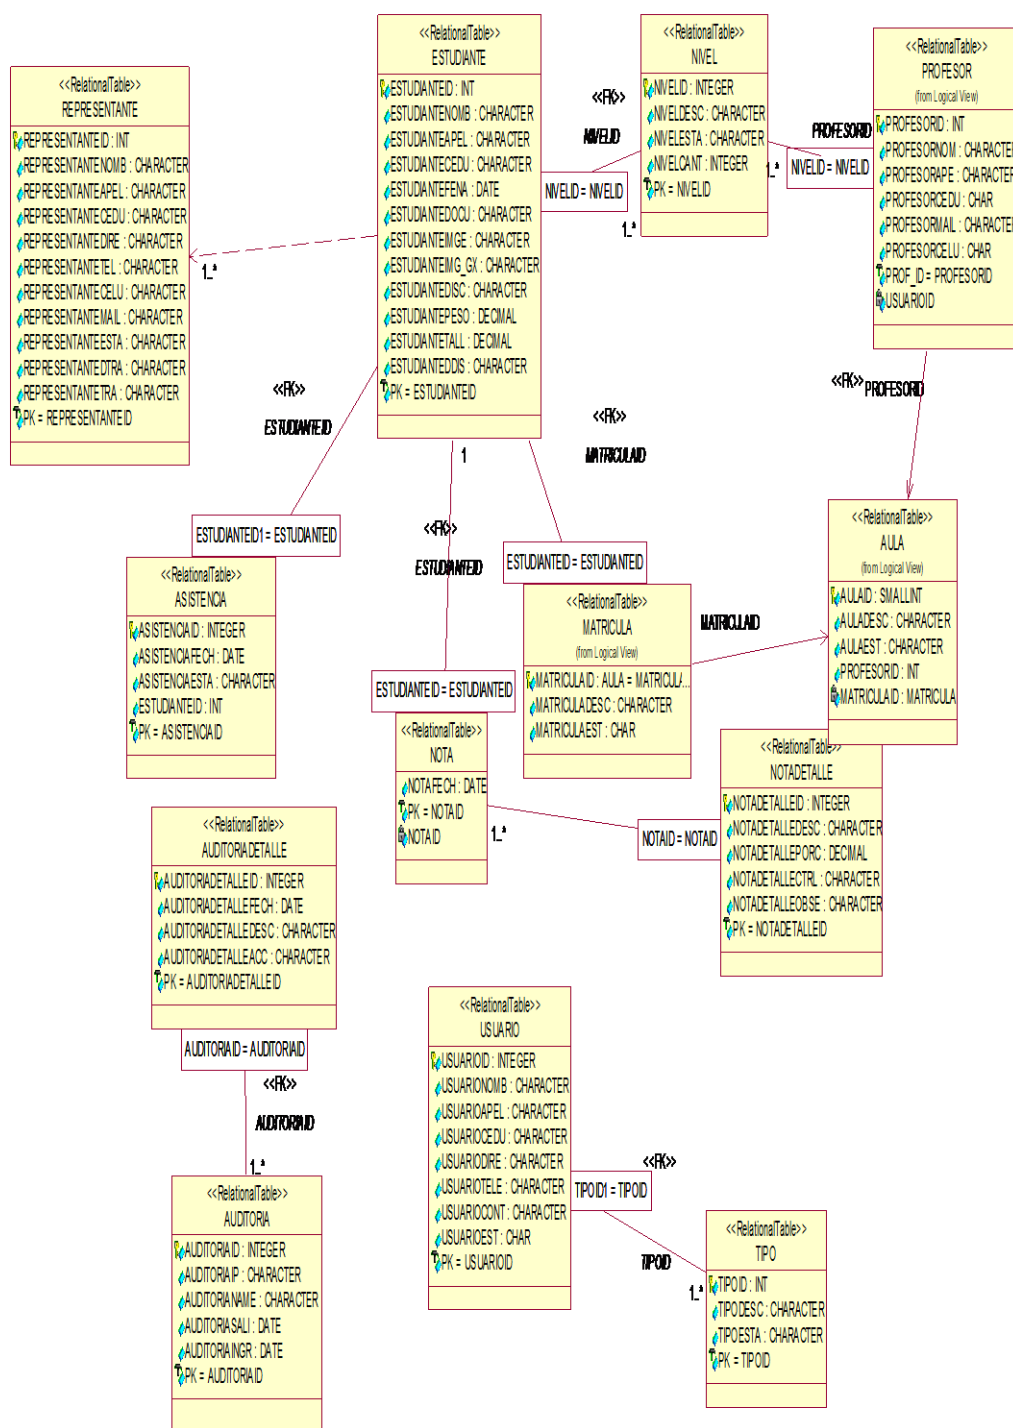 <<RelationalTable>>
REPRESENTANTE
REPRESENTANTEID : INT
REPRESENTANTENOMB : CHARACTER
REPRESENTANTEAPEL : CHARACTER
REPRESENTANTECEDU : CHARACTER
REPRESENTANTEDIRE : CHARACTER
REPRESENTANTETEL : CHARACTER
REPRESENTANTECELU : CHARACTER
REPRESENTANTEMAIL : CHARACTER
REPRESENTANTEESTA : CHARACTER
REPRESENTANTEDTRA : CHARACTER
REPRESENTANTETRA : CHARACTER
PK = REPRESENTANTEID
1..*
<<RelationalTable>>
ESTUDIANTE
ESTUDIANTEID : INT
ESTUDIANTENOMB : CHARACTER
ESTUDIANTEAPEL : CHARACTER
ESTUDIANTECEDU : CHARACTER
ESTUDIANTEFENA : DATE
ESTUDIANTEDOCU : CHARACTER
ESTUDIANTEIMGE : CHARACTER
ESTUDIANTEIMG_GX : CHARACTER
ESTUDIANTEDISC : CHARACTER
ESTUDIANTEPESO : DECIMAL
ESTUDIANTETALL : DECIMAL
ESTUDIANTEDDIS : CHARACTER
PK = ESTUDIANTEID
<<FK>>
NIVELID
NIVELID = NIVELID
1..*
<<RelationalTable>>
NIVEL
NIVELID : INTEGER
NIVELDESC : CHARACTER
NIVELESTA : CHARACTER
NIVELCANT : INTEGER
PK = NIVELID
PROFESORID
1..*
NIVELID = NIVELID
<<RelationalTable>>
PROFESOR
(from Logical View)
PROFESORID : INT
PROFESORNOM : CHARACTER
PROFESORAPE : CHARACTER
PROFESORCEDU : CHAR
PROFESORMAIL : CHARACTER
PROFESORCELU : CHAR
PROF_ID = PROFESORID
USUARIOID
<<FK>>
PROFESORID
<<FK>>
ESTUDIANTEID
ESTUDIANTEID1 = ESTUDIANTEID
1
<<FK>>
ESTUDIANTEID
ESTUDIANTEID = ESTUDIANTEID
<<FK>>
MATRICULAID
ESTUDIANTEID = ESTUDIANTEID
<<RelationalTable>>
ASISTENCIA
ASISTENCIAID : INTEGER
ASISTENCIAFECH : DATE
ASISTENCIAESTA : CHARACTER
ESTUDIANTEID : INT
PK = ASISTENCIAID
<<RelationalTable>>
MATRICULA
(from Logical View)
MATRICULAID : AULA = MATRICULA...
MATRICULADESC : CHARACTER
MATRICULAEST : CHAR
MATRICULAID
<<RelationalTable>>
AULA
(from Logical View)
AULAID : SMALLINT
AULADESC : CHARACTER
AULAEST : CHARACTER
PROFESORID : INT
MATRICULAID : MATRICULA
<<RelationalTable>>
NOTA
NOTAFECH : DATE
PK = NOTAID
NOTAID
1..*
NOTAID = NOTAID
<<RelationalTable>>
NOTADETALLE
NOTADETALLEID : INTEGER
NOTADETALLEDESC : CHARACTER
NOTADETALLEPORC : DECIMAL
NOTADETALLECTRL : CHARACTER
NOTADETALLEOBSE : CHARACTER
PK = NOTADETALLEID
<<RelationalTable>>
AUDITORIADETALLE
AUDITORIADETALLEID : INTEGER
AUDITORIADETALLEFECH : DATE
AUDITORIADETALLEDESC : CHARACTER
AUDITORIADETALLEACC : CHARACTER
PK = AUDITORIADETALLEID
AUDITORIAID = AUDITORIAID
<<FK>>
AUDITORIAID
1..*
<<RelationalTable>>
AUDITORIA
AUDITORIAID : INTEGER
AUDITORIAIP : CHARACTER
AUDITORIANAME : CHARACTER
AUDITORIASALI : DATE
AUDITORIAINGR : DATE
PK = AUDITORIAID
<<RelationalTable>>
USUARIO
USUARIOID : INTEGER
USUARIONOMB : CHARACTER
USUARIOAPEL : CHARACTER
USUARIOCEDU : CHARACTER
USUARIODIRE : CHARACTER
USUARIOTELE : CHARACTER
USUARIOCONT : CHARACTER
USUARIOEST : CHAR
PK = USUARIOID
<<FK>>
TIPOID1 = TIPOID
TIPOID
1..*
<<RelationalTable>>
TIPO
TIPOID : INT
TIPODESC : CHARACTER
TIPOESTA : CHARACTER
PK = TIPOID